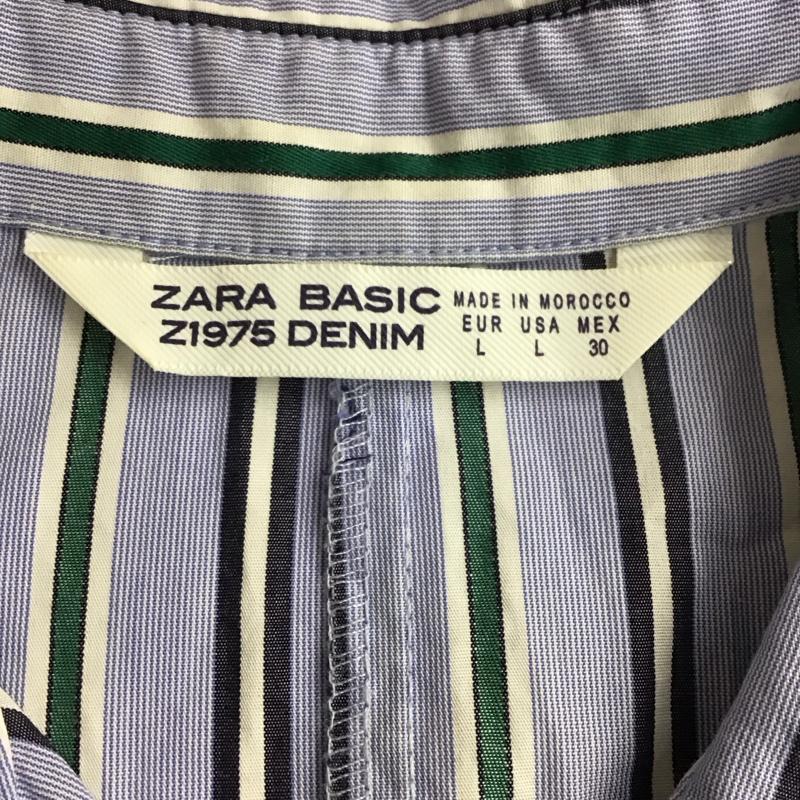 ZARA BASIC
Z1975 DENIM
MADE IN MOROCCO
EUR USA MEX
L L 30